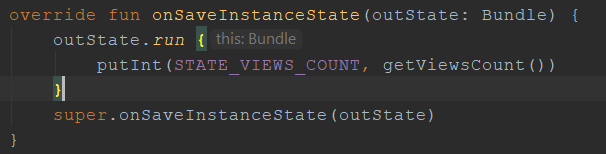 override fun onSaveInstanceState(outState: Bundle) {
    outState.run { this: Bundle
        putInt(STATE_VIEWS_COUNT, getViewsCount())
    }
    super.onSaveInstanceState(outState)
}